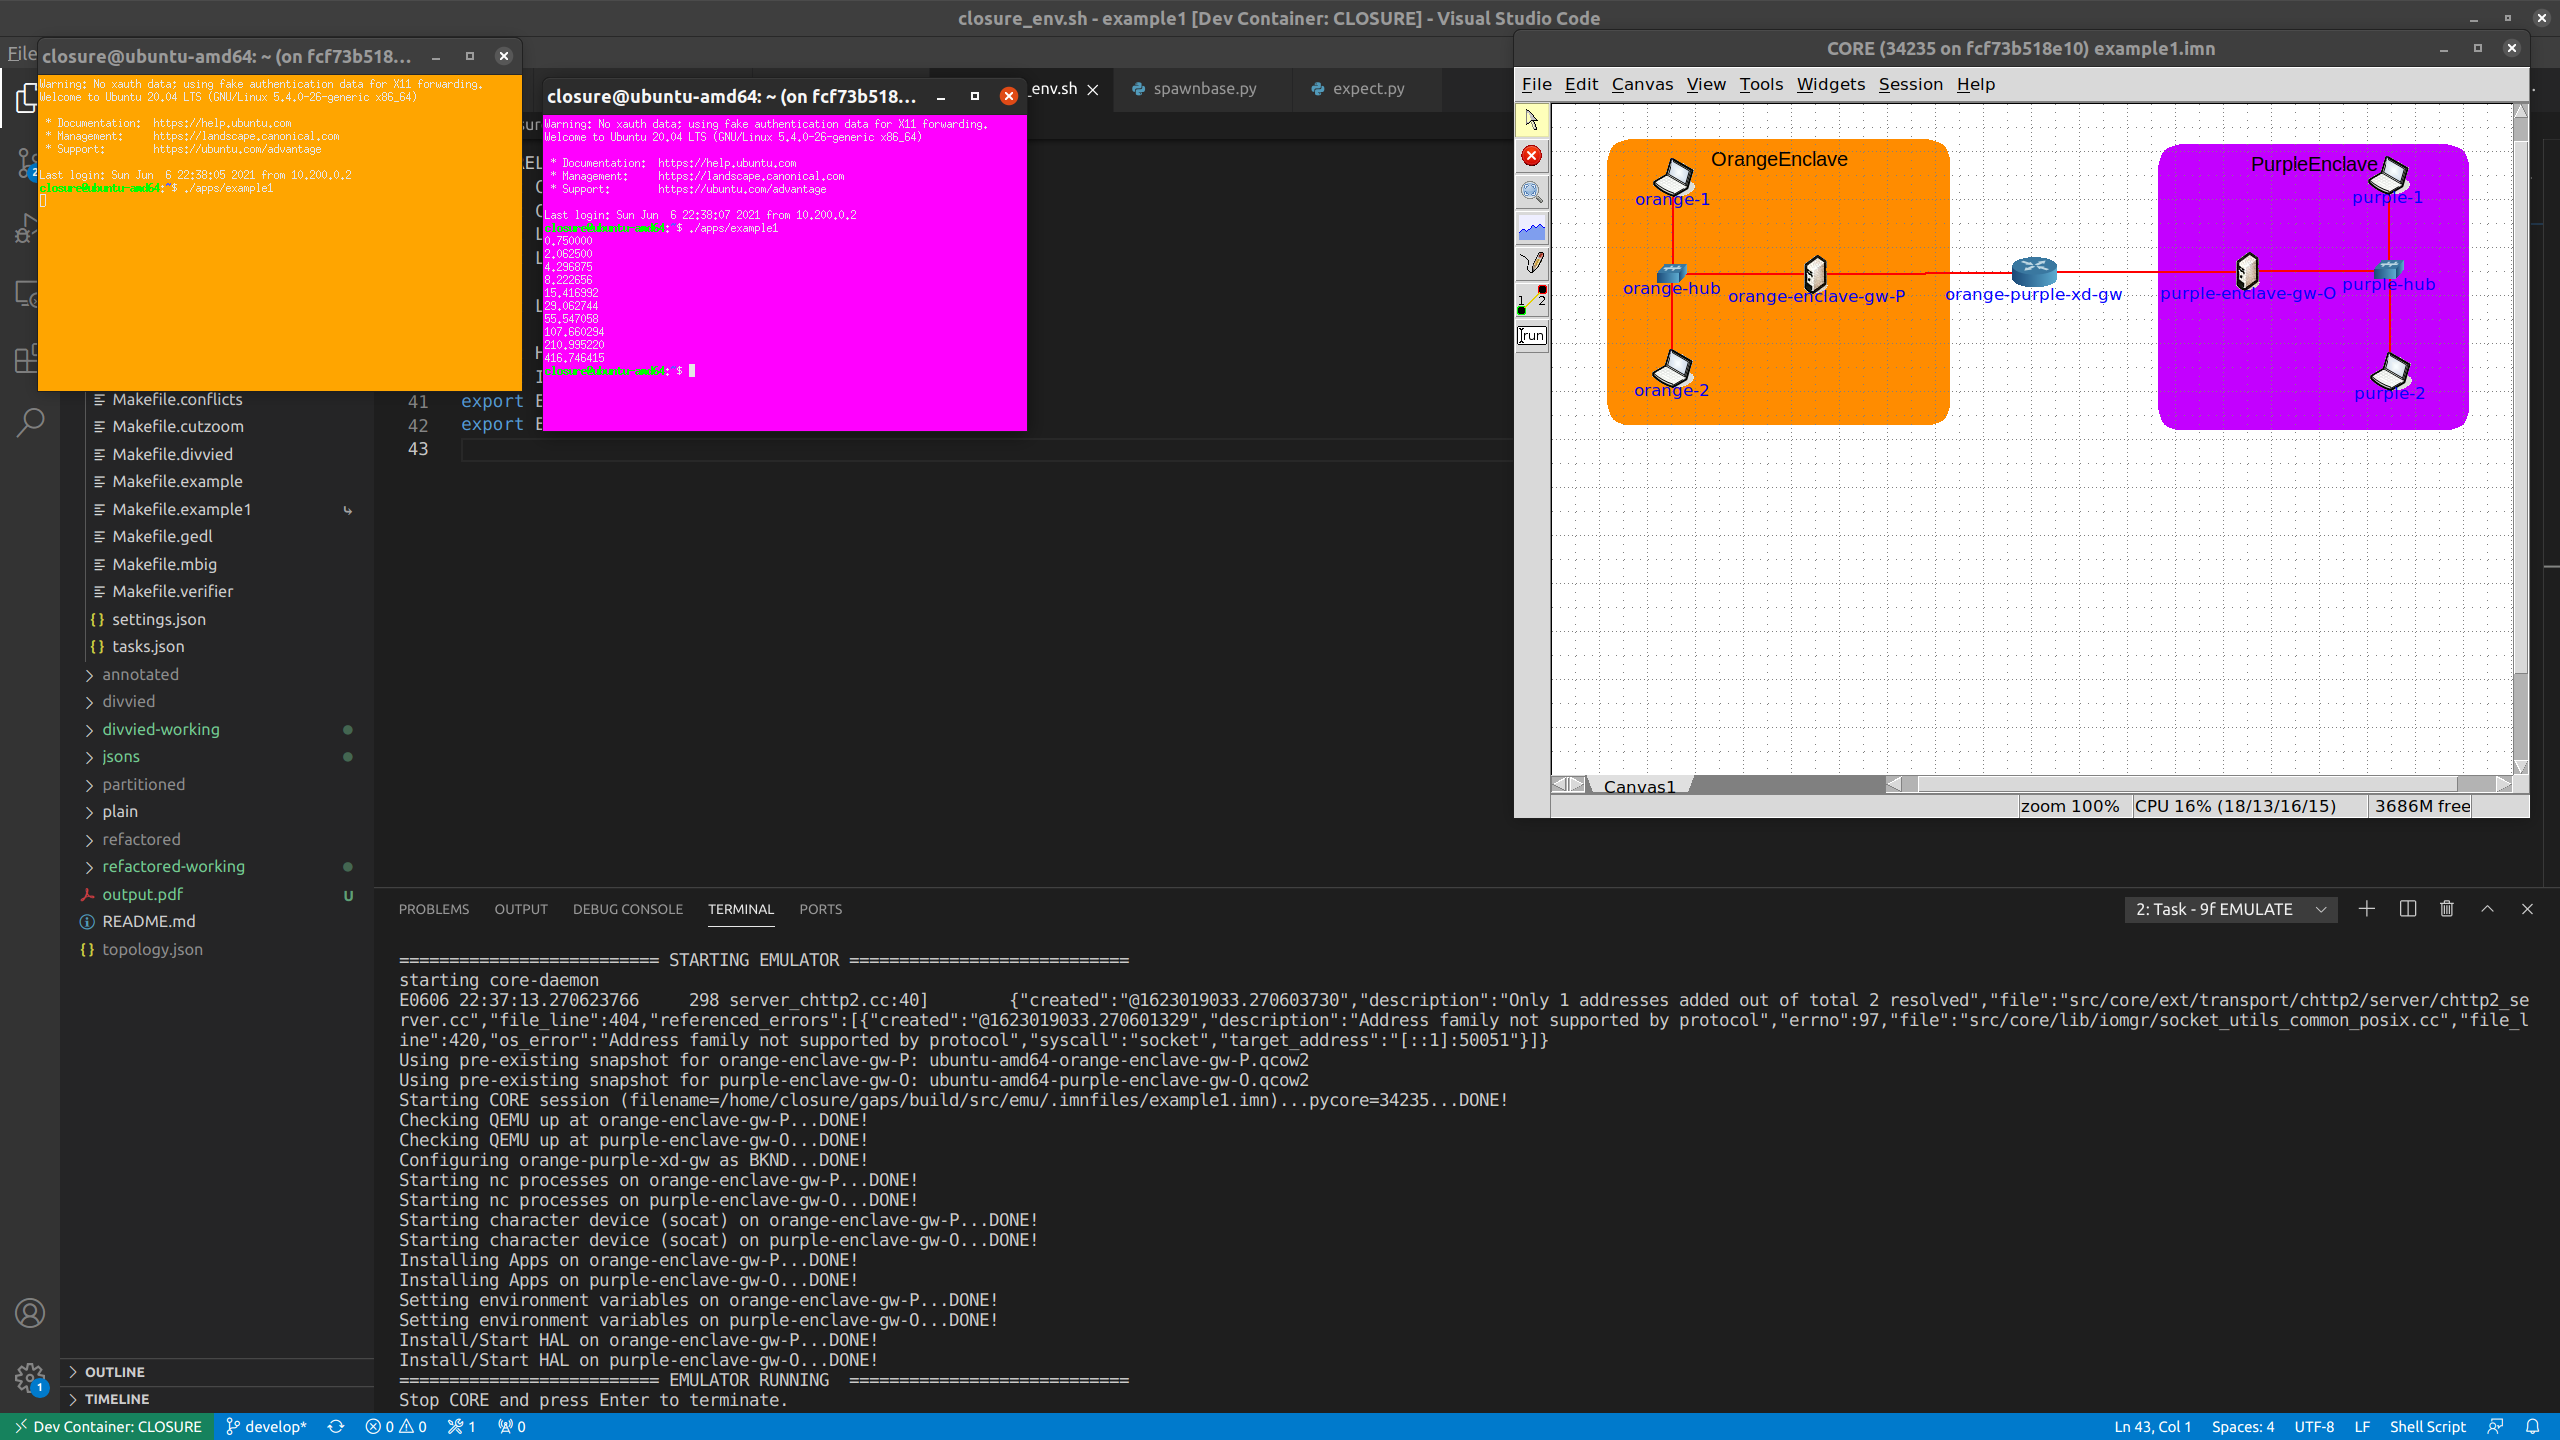 closure_env.sh - example1 [Dev Container: CLOSURE] - Visual Studio Code
File
closure@ubuntu-amd64: ~ (on fcf73b518...
Warning: No xauth data; using fake authentication data for X11 forwarding.
Welcome to Ubuntu 20.04 LTS (GNU/Linux 5.4.0-26-generic x86_64)
* Documentation:  https://help.ubuntu.com
* Management:     https://landscape.canonical.com
* Support:        https://ubuntu.com/advantage
Last login: Sun Jun  6 22:38:05 2021 from 10.200.0.2
closure@ubuntu-amd64:~$ ./apps/example1
closure@ubuntu-amd64: ~ (on fcf73b518...
Warning: No xauth data; using fake authentication data for X11 forwarding.
Welcome to Ubuntu 20.04 LTS (GNU/Linux 5.4.0-26-generic x86_64)
* Documentation:  https://help.ubuntu.com
* Management:     https://landscape.canonical.com
* Support:        https://ubuntu.com/advantage
Last login: Sun Jun  6 22:38:07 2021 from 10.200.0.2
closure@ubuntu-amd64: $ ./apps/example1
0.750000
2.062500
4.296875
8.222656
15.416992
29.062744
55.547058
107.660294
210.995220
416.746415
closure@ubuntu-amd64: $
_env.sh
spawnbase.py
expect.py
41 export E
42 export E
43
Makefile.conflicts
Makefile.cutzoom
Makefile.divvied
Makefile.example
Makefile.example1
Makefile.gedl
Makefile.mbig
Makefile.verifier
settings.json
tasks.json
annotated
divvied
divvied-working
jsons
partitioned
plain
refactored
refactored-working
output.pdf U
README.md
topology.json
OUTLINE
TIMELINE
CORE (34235 on fcf73b518e10) example1.imn
File Edit Canvas View Tools Widgets Session Help
run
1 2
OrangeEnclave
orange-1
orange-hub
orange-enclave-gw-P
orange-2
orange-purple-xd-gw
PurpleEnclave
purple-1
purple-enclave-gw-O
purple-hub
purple-2
Canvas1
zoom 100% CPU 16% (18/13/16/15) 3686M free
PROBLEMS OUTPUT DEBUG CONSOLE TERMINAL PORTS
2: Task - 9f EMULATE
========================== STARTING EMULATOR ============================
starting core-daemon
E0606 22:37:13.270623766     298 server_chttp2.cc:40]        {"created":"@1623019033.270603730","description":"Only 1 addresses added out of total 2 resolved","file":"src/core/ext/transport/chttp2/server/chttp2_se
rver.cc","file_line":404,"referenced_errors":[{"created":"@1623019033.270601329","description":"Address family not supported by protocol","errno":97,"file":"src/core/lib/iomgr/socket_utils_common_posix.cc","file_l
ine":420,"os_error":"Address family not supported by protocol","syscall":"socket","target_address":"[::1]:50051"}]}
Using pre-existing snapshot for orange-enclave-gw-P: ubuntu-amd64-orange-enclave-gw-P.qcow2
Using pre-existing snapshot for purple-enclave-gw-O: ubuntu-amd64-purple-enclave-gw-O.qcow2
Starting CORE session (filename=/home/closure/gaps/build/src/emu/.imnfiles/example1.imn)...pycore=34235...DONE!
Checking QEMU up at orange-enclave-gw-P...DONE!
Checking QEMU up at purple-enclave-gw-O...DONE!
Configuring orange-purple-xd-gw as BKND...DONE!
Starting nc processes on orange-enclave-gw-P...DONE!
Starting nc processes on purple-enclave-gw-O...DONE!
Starting character device (socat) on orange-enclave-gw-P...DONE!
Starting character device (socat) on purple-enclave-gw-O...DONE!
Installing Apps on orange-enclave-gw-P...DONE!
Installing Apps on purple-enclave-gw-O...DONE!
Setting environment variables on orange-enclave-gw-P...DONE!
Setting environment variables on purple-enclave-gw-O...DONE!
Install/Start HAL on orange-enclave-gw-P...DONE!
Install/Start HAL on purple-enclave-gw-O...DONE!
========================== EMULATOR RUNNING  ============================
Stop CORE and press Enter to terminate.
1
Dev Container: CLOSURE develop* 0 0 1 0
Ln 43, Col 1 Spaces: 4 UTF-8 LF Shell Script